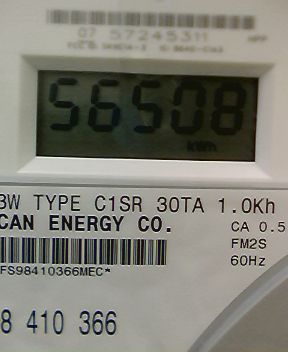 07 57245311
56508
kWh
3W TYPE C1SR 30TA 1.0Kh
CAN ENERGY CO.
CA 0.5
FM2S
FS98410366MEC*
60Hz
8 410 366